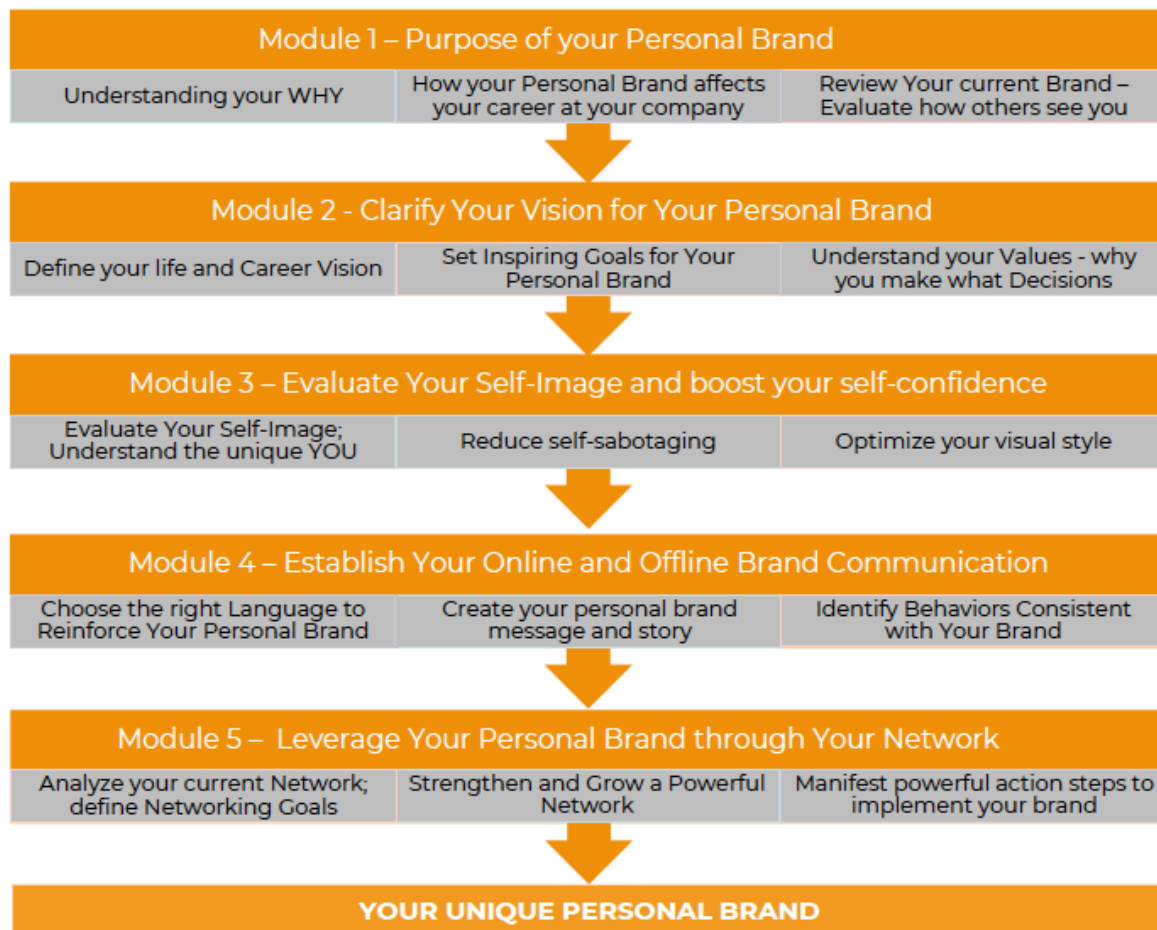 Module 1 – Purpose of your Personal Brand
Understanding your WHY
How your Personal Brand affects
your career at your company
Review Your current Brand –
Evaluate how others see you
Module 2 - Clarify Your Vision for Your Personal Brand
Define your life and Career Vision
Set Inspiring Goals for Your
Personal Brand
Understand your Values - why
you make what Decisions
Module 3 – Evaluate Your Self-Image and boost your self-confidence
Evaluate Your Self-Image;
Understand the unique YOU
Reduce self-sabotaging
Optimize your visual style
Module 4 – Establish Your Online and Offline Brand Communication
Choose the right Language to
Reinforce Your Personal Brand
Create your personal brand
message and story
Identify Behaviors Consistent
with Your Brand
Module 5 – Leverage Your Personal Brand through Your Network
Analyze your current Network;
define Networking Goals
Strengthen and Grow a Powerful
Network
Manifest powerful action steps to
implement your brand
YOUR UNIQUE PERSONAL BRAND